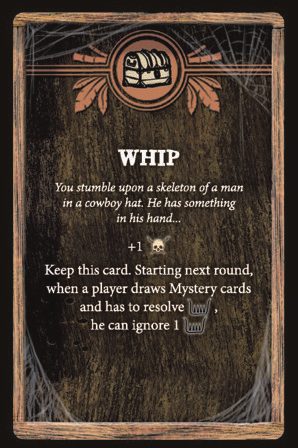 WHIP
You stumble upon a skeleton of a man
in a cowboy hat. He has something
in his hand...
+1
Keep this card. Starting next round,
when a player draws Mystery cards
and has to resolve ,
he can ignore 1